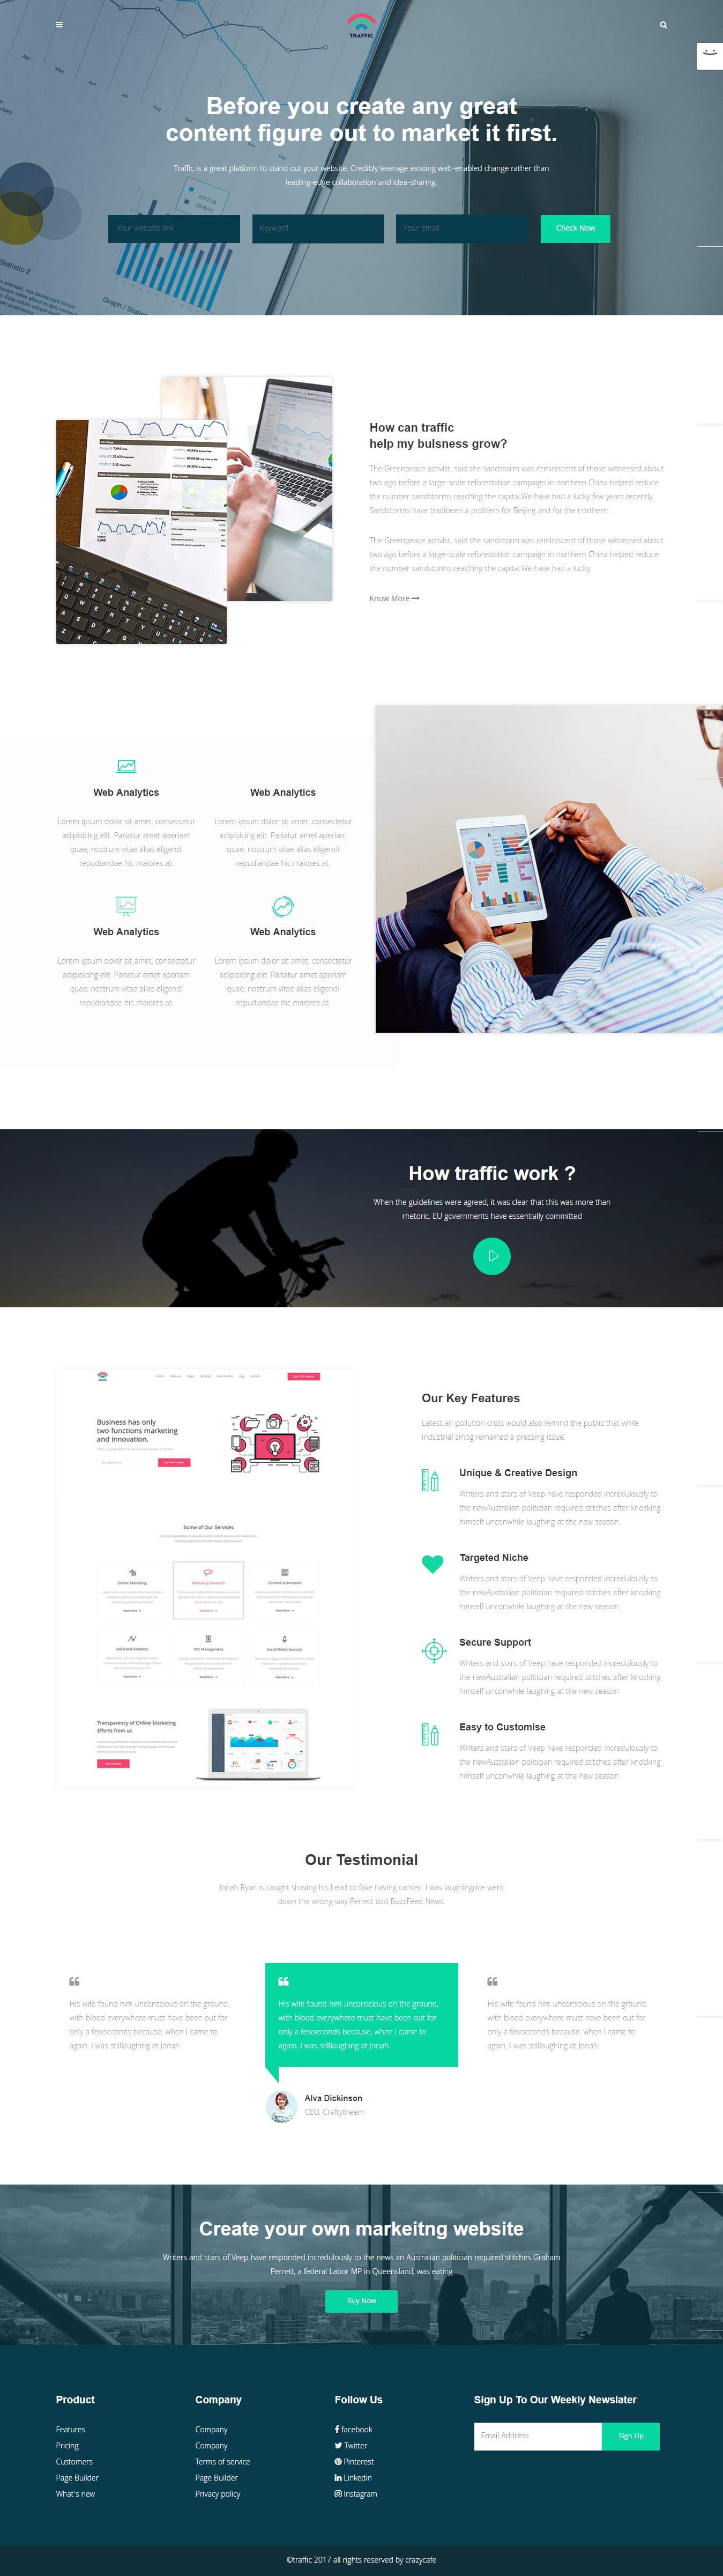 TRAFFIC
Before you create any great
content figure out to market it first.
Traffic is a great platform to stand out your website. Credibly leverage existing web-enabled change rather than
leading-edge collaboration and idea-sharing.
Your website link
Keyword
Your Email
Check Now
Statistic 2
How can traffic
help my buisness grow?
The Greenpeace activist, said the sandstorm was reminiscent of those witnessed about
two ago before a large-scale reforestation campaign in northern China helped reduce
the number sandstorms reaching the capital.We have had a lucky few years recently.
Sandstorms have tradibeen a problem for Beijing and for the northern .
The Greenpeace activist, said the sandstorm was reminiscent of those witnessed about
two ago before a large-scale reforestation campaign in northern China helped reduce
the number sandstorms reaching the capital.We have had a lucky.
Know More
Web Analytics
Lorem ipsum dolor sit amet, consectetur
adipisicing elit. Pariatur amet aperiam
quae, nostrum vitae alias eligendi
repudiandae hic maiores at.
Web Analytics
Lorem ipsum dolor sit amet, consectetur
adipisicing elit. Pariatur amet aperiam
quae, nostrum vitae alias eligendi
repudiandae hic maiores at.
Web Analytics
Lorem ipsum dolor sit amet, consectetur
adipisicing elit. Pariatur amet aperiam
quae, nostrum vitae alias eligendi
repudiandae hic maiores at.
Web Analytics
Lorem ipsum dolor sit amet, consectetur
adipisicing elit. Pariatur amet aperiam
quae, nostrum vitae alias eligendi
repudiandae hic maiores at.
How traffic work ?
When the guidelines were agreed, it was clear that this was more than
rhetoric. EU governments have essentially committed
Business has only
two functions marketing
and innovation.
Some of Our Services
Online Marketing
Marketing Research
Content Submission
Read More
Read More
Read More
Advanced Analytics
PPC Management
Social Media Services
Read More
Read More
Read More
Transparency of Online Marketing
Efforts from us
Our Key Features
Latest air pollution crisis would also remind the public that while
industrial smog remained a pressing issue.
Unique & Creative Design
Writers and stars of Veep have responded incredulously to
the newAustralian politician required stitches after knocking
himself unconwhile laughing at the new season.
Targeted Niche
Writers and stars of Veep have responded incredulously to
the newAustralian politician required stitches after knocking
himself unconwhile laughing at the new season.
Secure Support
Writers and stars of Veep have responded incredulously to
the newAustralian politician required stitches after knocking
himself unconwhile laughing at the new season.
Easy to Customise
Writers and stars of Veep have responded incredulously to
the newAustralian politician required stitches after knocking
himself unconwhile laughing at the new season.
Our Testimonial
Jonah Ryan is caught shaving his head to fake having cancer. I was laughingrice went
down the wrong way Perrett told BuzzFeed News.
His wife found him unconscious on the ground,
with blood everywhere must have been out for
only a fewseconds because, when I came to
again, I was stilllaughing at Jonah.
His wife found him unconscious on the ground,
with blood everywhere must have been out for
only a fewseconds because, when I came to
again, I was stilllaughing at Jonah.
Alva Dickinson
CEO, Craftytheem
His wife found him unconscious on the ground,
with blood everywhere must have been out for
only a fewseconds because, when I came to
again, I was stilllaughing at Jonah.
Create your own markeitng website
Writers and stars of Veep have responded incredulously to the news an Australian politician required stitches Graham
Perrett, a federal Labor MP in Queensland, was eating
Buy Now
Product
Features
Pricing
Customers
Page Builder
What's new
Company
Company
Company
Terms of service
Page Builder
Privacy policy
Follow Us
facebook
Twitter
Pinterest
Linkedin
Instagram
Sign Up To Our Weekly Newslater
Email Address
Sign Up
©traffic 2017 all rights reserved by crazycafe